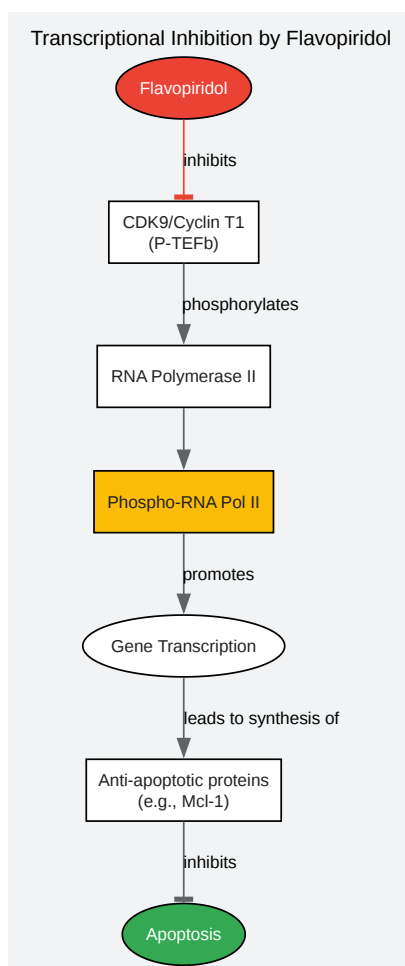 Transcriptional Inhibition by Flavopiridol
Flavopiridol
inhibits
CDK9/Cyclin T1
(P-TEFb)
phosphorylates
RNA Polymerase II
Phospho-RNA Pol II
promotes
Gene Transcription
leads to synthesis of
Anti-apoptotic proteins
(e.g., Mcl-1)
inhibits
Apoptosis